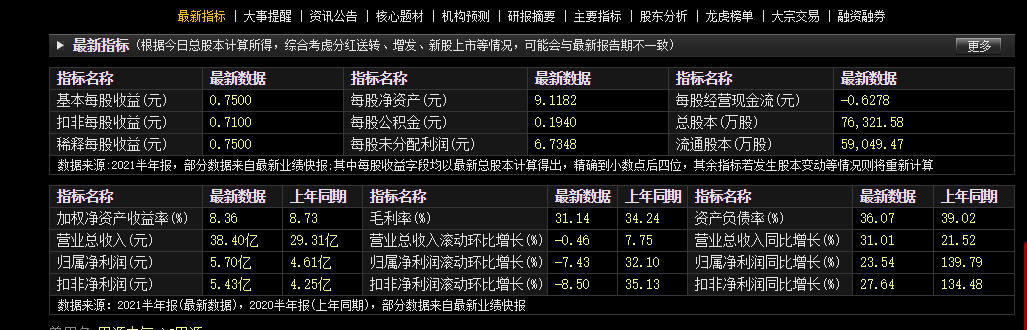 最新指标 | 大事提醒 | 资讯公告 | 核心题材 | 机构预测 | 研报摘要 | 主要指标 | 股东分析 | 龙虎榜单 | 大宗交易 | 融资融券
最新指标 (根据今日总股本计算所得，综合考虑分红送转、增发、新股上市等情况，可能会与最新报告期不一致) 更多
指标名称 最新数据 指标名称 最新数据 指标名称 最新数据
基本每股收益(元) 0.7500 每股净资产(元) 9.1182 每股经营现金流(元) -0.6278
扣非每股收益(元) 0.7100 每股公积金(元) 0.1940 总股本(万股) 76,321.58
稀释每股收益(元) 0.7500 每股未分配利润(元) 6.7348 流通股本(万股) 59,049.47
数据来源:2021半年报，部分数据来自最新业绩快报;其中每股收益字段均以最新总股本计算得出，精确到小数点后四位，其余指标若发生股本变动等情况则将重新计算
指标名称 最新数据 上年同期 指标名称 最新数据 上年同期 指标名称 最新数据 上年同期
加权净资产收益率(%) 8.36 8.73 毛利率(%) 31.14 34.24 资产负债率(%) 36.07 39.02
营业总收入(元) 38.40亿 29.31亿 营业总收入滚动环比增长(%) -0.46 7.75 营业总收入同比增长(%) 31.01 21.52
归属净利润(元) 5.70亿 4.61亿 归属净利润滚动环比增长(%) -7.43 32.10 归属净利润同比增长(%) 23.54 139.79
扣非净利润(元) 5.43亿 4.25亿 扣非净利润滚动环比增长(%) -8.50 35.13 扣非净利润同比增长(%) 27.64 134.48
数据来源: 2021半年报(最新数据)，2020半年报(上年同期)，部分数据来自最新业绩快报